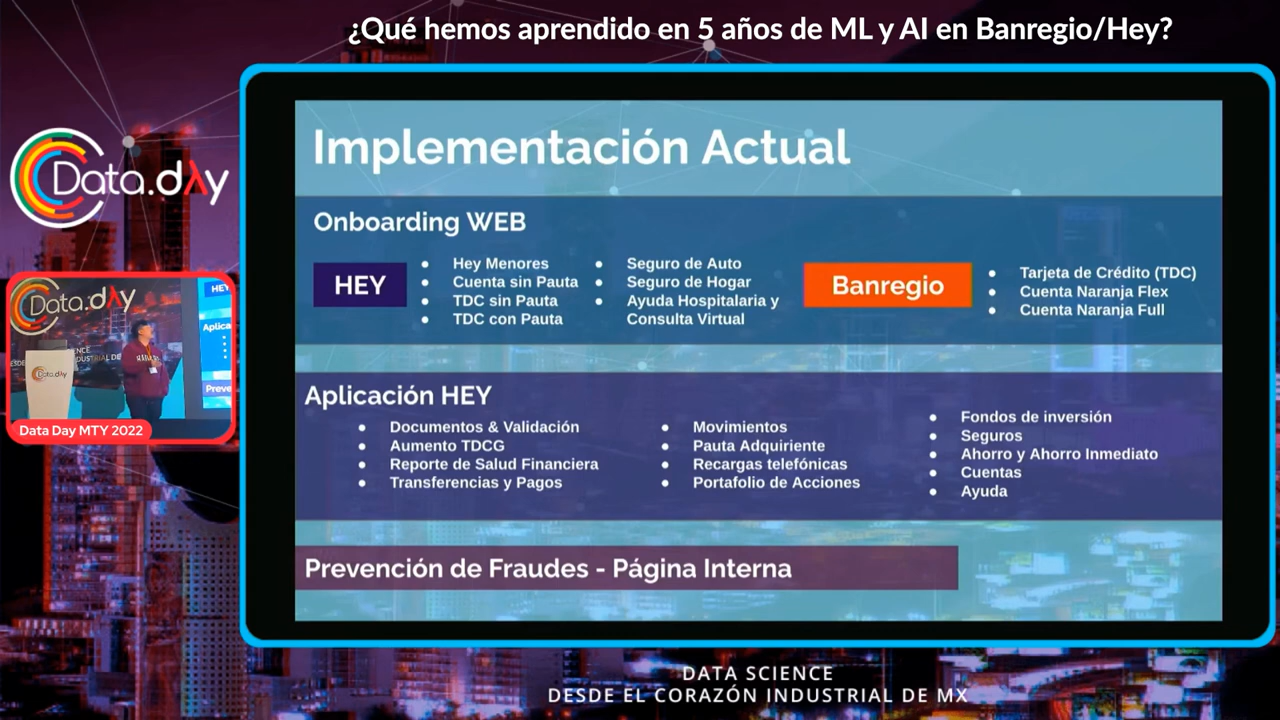 ¿Qué hemos aprendido en 5 años de ML y AI en Banregio/Hey?
Data.day
Implementación Actual
Onboarding WEB
HEY
● Hey Menores
● Cuenta sin Pauta
● TDC sin Pauta
● TDC con Pauta
● Seguro de Auto
● Seguro de Hogar
● Ayuda Hospitalaria y
Consulta Virtual
Banregio
● Tarjeta de Crédito (TDC)
● Cuenta Naranja Flex
● Cuenta Naranja Full
Aplicación HEY
● Documentos & Validación
● Aumento TDCG
● Reporte de Salud Financiera
● Transferencias y Pagos
● Movimientos
● Pauta Adquiriente
● Recargas telefónicas
● Portafolio de Acciones
● Fondos de inversión
● Seguros
● Ahorro y Ahorro Inmediato
● Cuentas
● Ayuda
Prevención de Fraudes - Página Interna
Data.day
HEY
Aplica
Preve
Data.day
Data Day MTY 2022
DATA SCIENCE
DESDE EL CORAZÓN INDUSTRIAL DE MX